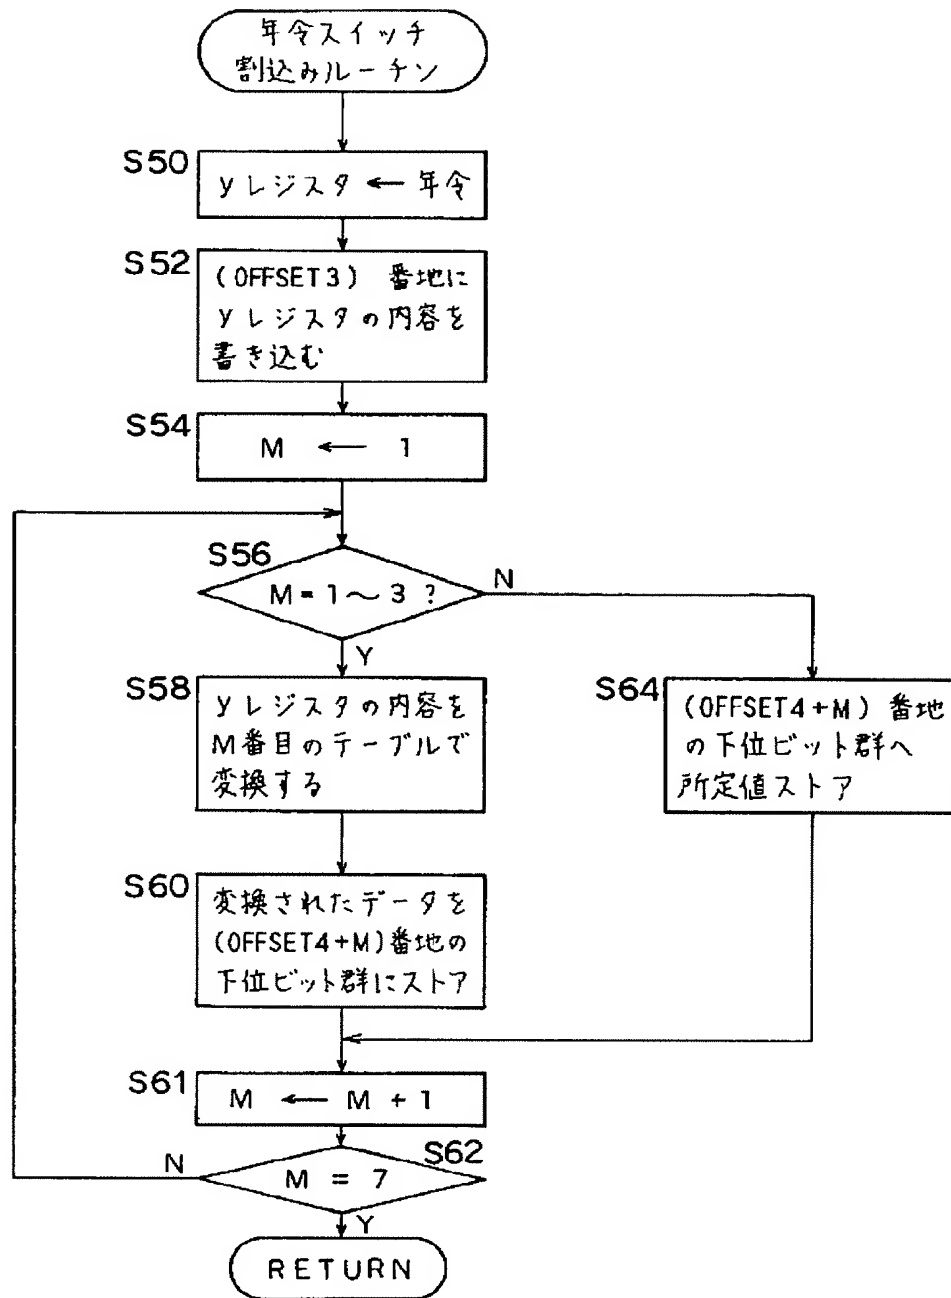 年令スイッチ
割込みルーチン
S50
yレジスタ ← 年令
S52
(OFFSET3) 番地に
yレジスタの内容を
書き込む
S54
M ← 1
S56
M = 1〜3 ?
N
Y
S58
yレジスタの内容を
M番目のテーブルで
変換する
S64
(OFFSET4+M) 番地
の下位ビット群へ
所定値ストア
S60
変換されたデータを
(OFFSET4+M)番地の
下位ビット群にストア
S61
M ← M + 1
S62
M = 7
N
Y
RETURN